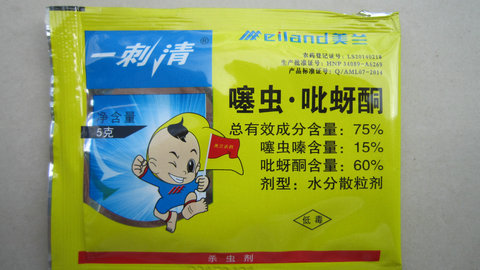 Meiland美兰
一刺清®
农药登记证号：LS20140216
生产批准证号：HNP 34089-A1269
产品标准证号：Q/AML07-2014
噻虫·吡蚜酮
净含量
5克
总有效成分含量：75%
噻虫嗪含量：15%
吡蚜酮含量：60%
剂型：水分散粒剂
低毒
杀虫剂